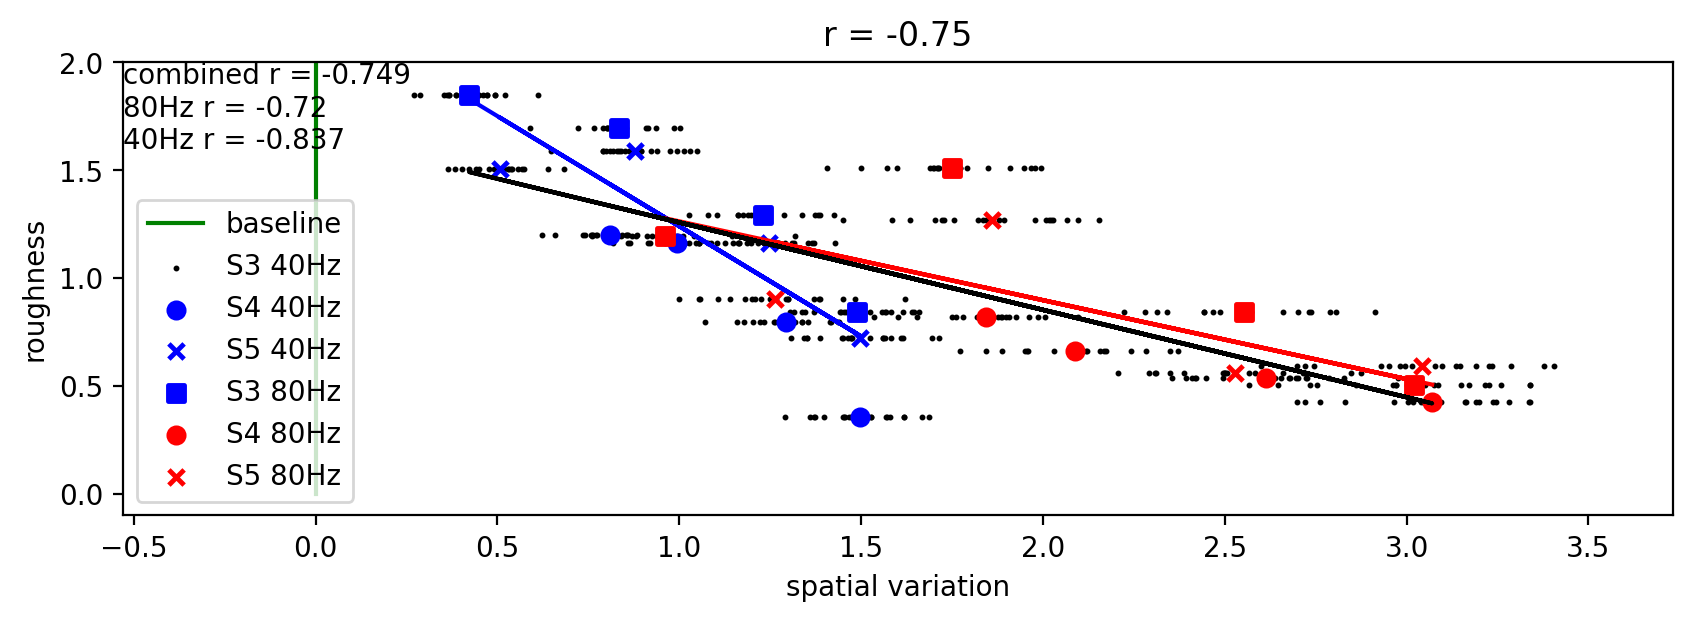 r = -0.75
combined r = -0.749
80Hz r = -0.72
40Hz r = -0.837
baseline
S3 40Hz
S4 40Hz
S5 40Hz
S3 80Hz
S4 80Hz
S5 80Hz
roughness
2.0
1.5
1.0
0.5
0.0
−0.5 0.0 0.5 1.0 1.5 2.0 2.5 3.0 3.5
spatial variation